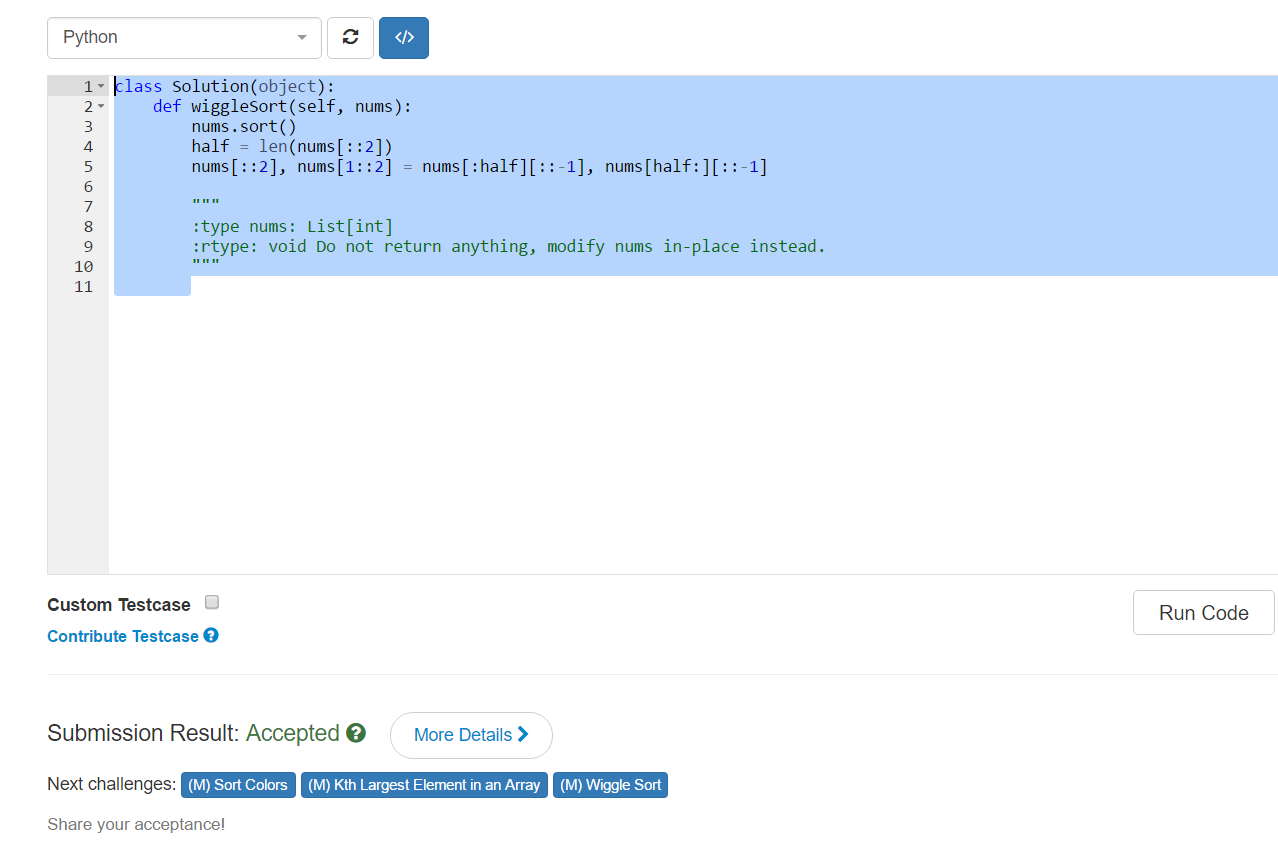 Python
</>
1 class Solution(object):
2     def wiggleSort(self, nums):
3         nums.sort()
4         half = len(nums[::2])
5         nums[::2], nums[1::2] = nums[:half][::-1], nums[half:][::-1]
6
7         """
8         :type nums: List[int]
9         :rtype: void Do not return anything, modify nums in-place instead.
10         """
11
Custom Testcase
Contribute Testcase ?
Run Code
Submission Result: Accepted ? More Details
Next challenges: (M) Sort Colors (M) Kth Largest Element in an Array (M) Wiggle Sort
Share your acceptance!